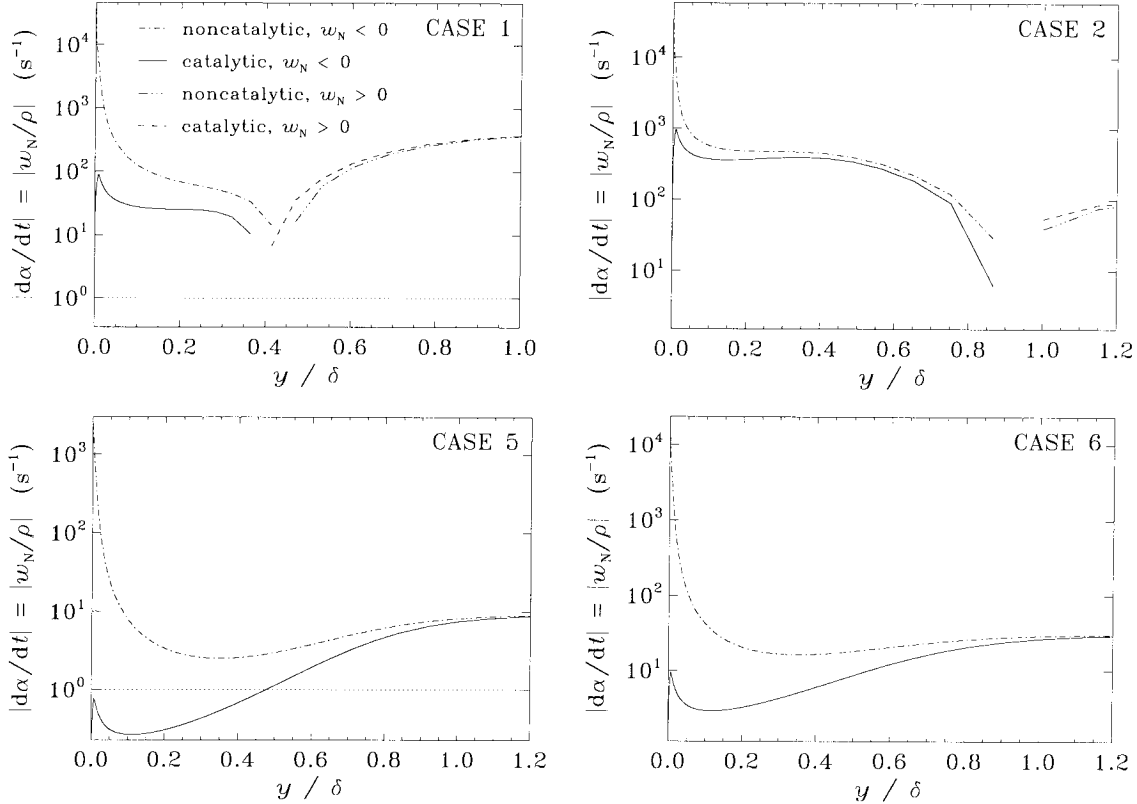 CASE 1
noncatalytic, w_N < 0
catalytic, w_N < 0
noncatalytic, w_N > 0
catalytic, w_N > 0
|dα/dt| = |w_N/ρ| (s⁻¹)
10⁴
10³
10²
10¹
10⁰
0.0 0.2 0.4 0.6 0.8 1.0
y / δ
CASE 2
|dα/dt| = |w_N/ρ| (s⁻¹)
10⁴
10³
10²
10¹
0.0 0.2 0.4 0.6 0.8 1.0 1.2
y / δ
CASE 5
|dα/dt| = |w_N/ρ| (s⁻¹)
10³
10²
10¹
10⁰
0.0 0.2 0.4 0.6 0.8 1.0 1.2
y / δ
CASE 6
|dα/dt| = |w_N/ρ| (s⁻¹)
10⁴
10³
10²
10¹
0.0 0.2 0.4 0.6 0.8 1.0 1.2
y / δ